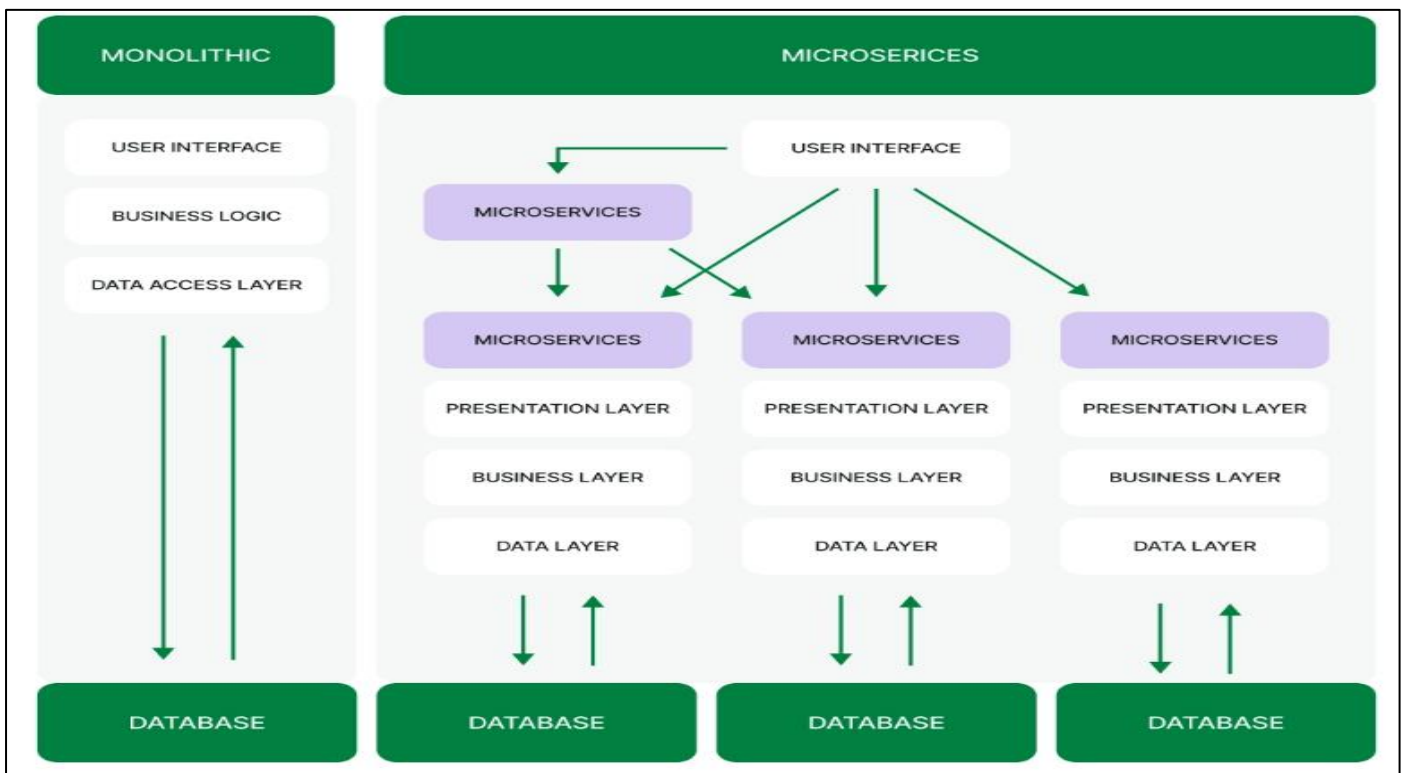 MONOLITHIC
USER INTERFACE
BUSINESS LOGIC
DATA ACCESS LAYER
DATABASE
MICROSERICES
USER INTERFACE
MICROSERVICES
MICROSERVICES
PRESENTATION LAYER
BUSINESS LAYER
DATA LAYER
DATABASE
MICROSERVICES
PRESENTATION LAYER
BUSINESS LAYER
DATA LAYER
DATABASE
MICROSERVICES
PRESENTATION LAYER
BUSINESS LAYER
DATA LAYER
DATABASE